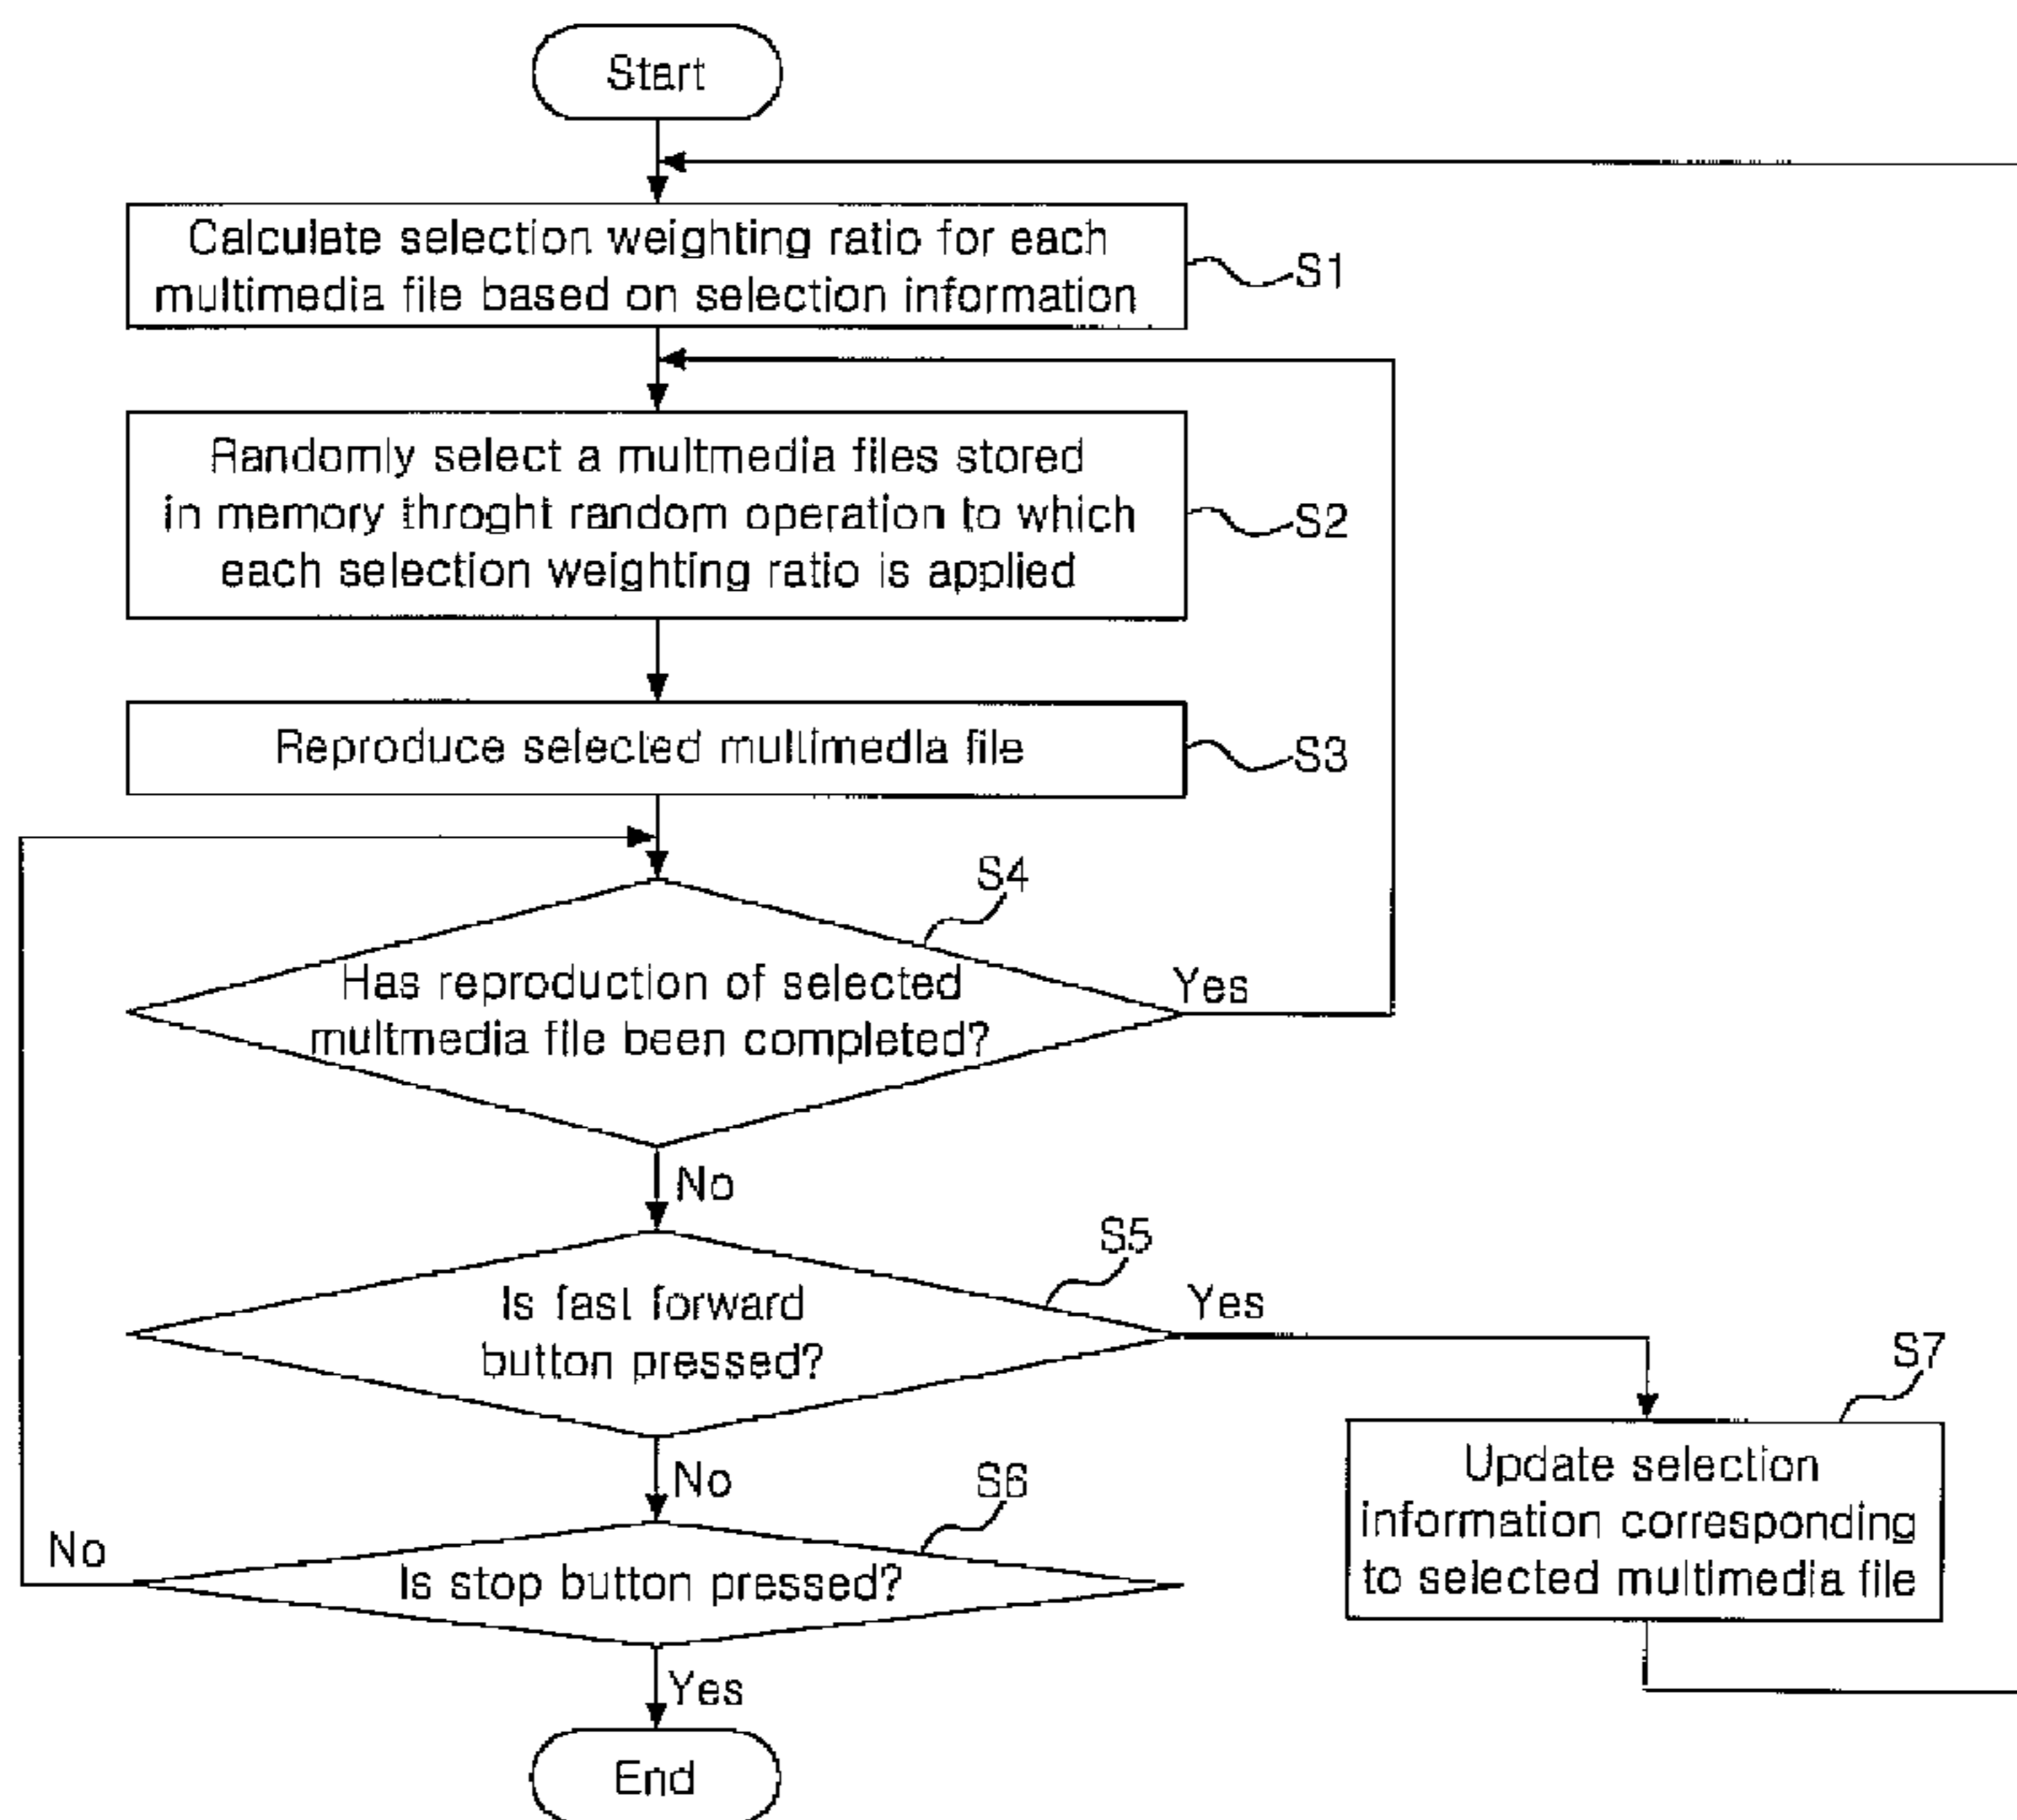 Start
Calculate selection weighting ratio for each
multimedia file based on selection information
S1
Randomly select a multmedia files stored
in memory throght random operation to which
each selection weighting ratio is applied
S2
Reproduce selected multimedia file
S3
S4
Has reproduction of selected
multmedia file been completed?
Yes
No
S5
Is fast forward
button pressed?
Yes
No
S6
Is stop button pressed?
No
Yes
S7
Update selection
information corresponding
to selected multimedia file
End